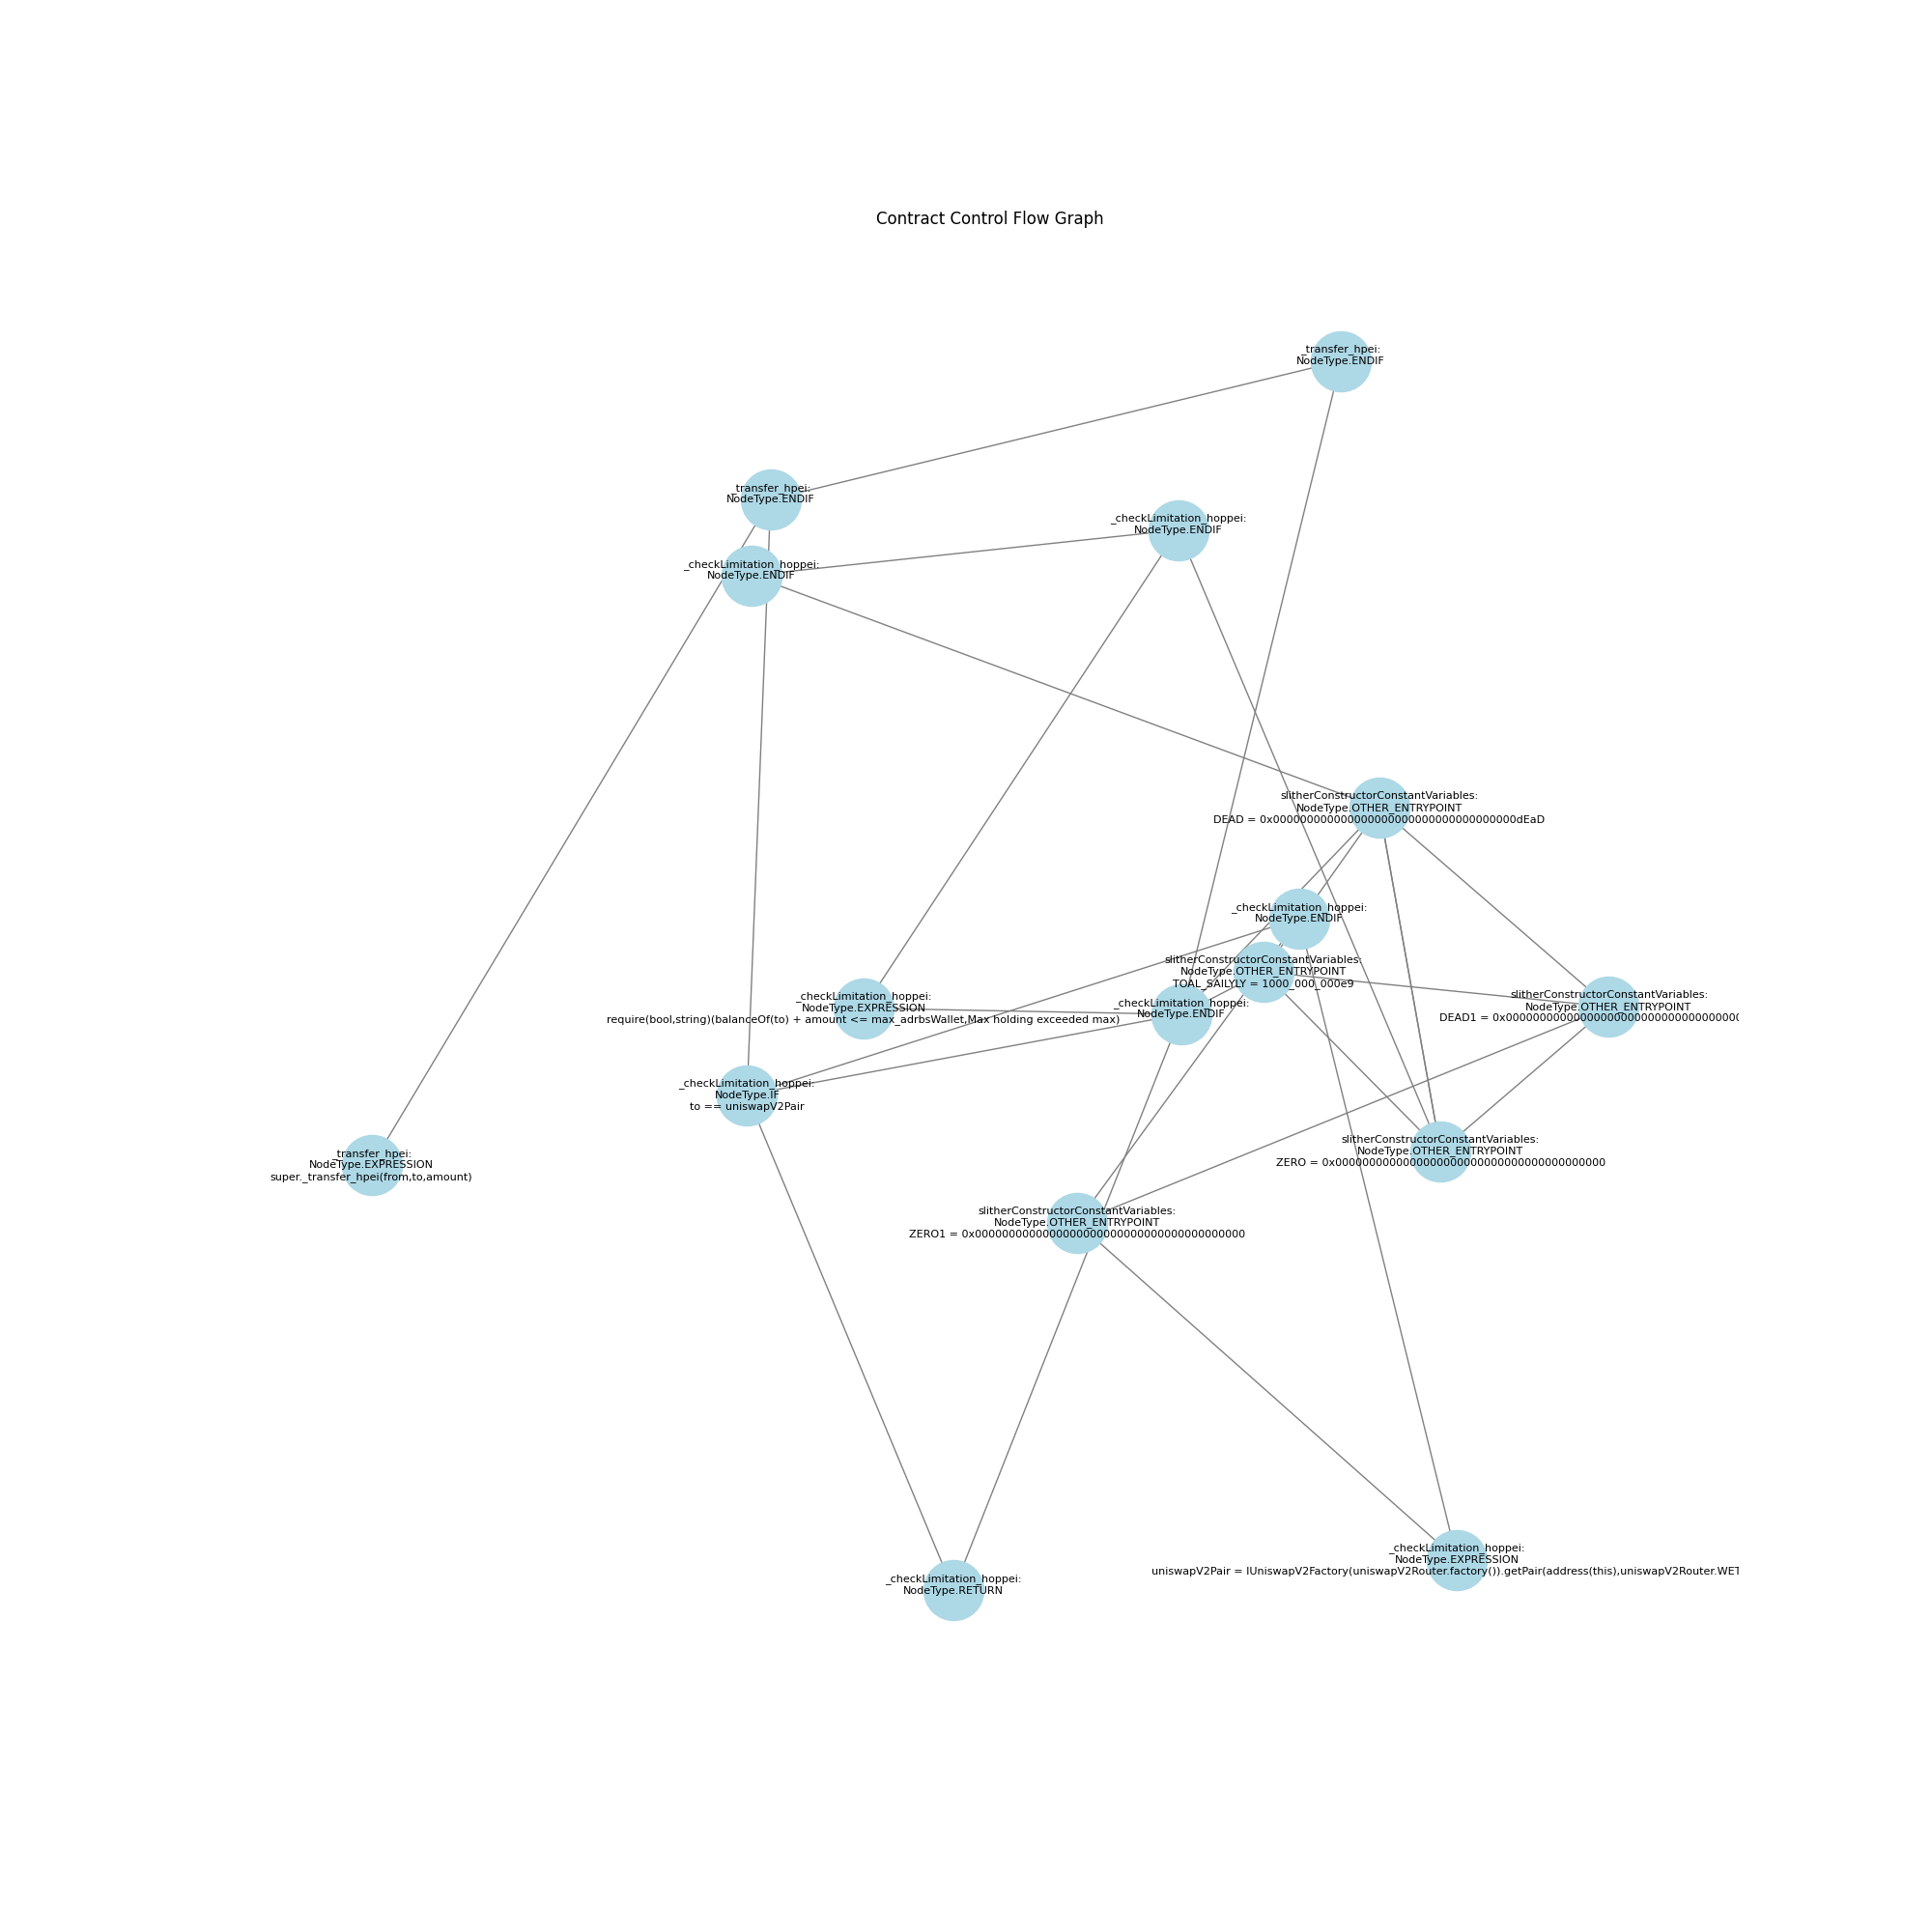 Contract Control Flow Graph
_transfer_hpei:
NodeType.ENDIF
_transfer_hpei:
NodeType.ENDIF
_checkLimitation_hoppei:
NodeType.ENDIF
_checkLimitation_hoppei:
NodeType.ENDIF
slitherConstructorConstantVariables:
NodeType.OTHER_ENTRYPOINT
DEAD = 0x000000000000000000000000000000000000dEaD
_checkLimitation_hoppei:
NodeType.ENDIF
slitherConstructorConstantVariables:
NodeType.OTHER_ENTRYPOINT
TOAL_SAILYLY = 1000_000_000e9
_checkLimitation_hoppei:
NodeType.EXPRESSION
require(bool,string)(balanceOf(to) + amount <= max_adrbsWallet,Max holding exceeded max)
_checkLimitation_hoppei:
NodeType.ENDIF
slitherConstructorConstantVariables:
NodeType.OTHER_ENTRYPOINT
DEAD1 =
_checkLimitation_hoppei:
NodeType.IF
to == uniswapV2Pair
_transfer_hpei:
NodeType.EXPRESSION
super._transfer_hpei(from,to,amount)
slitherConstructorConstantVariables:
NodeType.OTHER_ENTRYPOINT
ZERO = 0x0000000000000000000000000000000000000000
slitherConstructorConstantVariables:
NodeType.OTHER_ENTRYPOINT
ZERO1 = 0x0000000000000000000000000000000000000000
_checkLimitation_hoppei:
NodeType.EXPRESSION
uniswapV2Pair = IUniswapV2Factory(uniswapV2Router.factory()).getPair(address(this),uniswapV2Router.WET
_checkLimitation_hoppei:
NodeType.RETURN